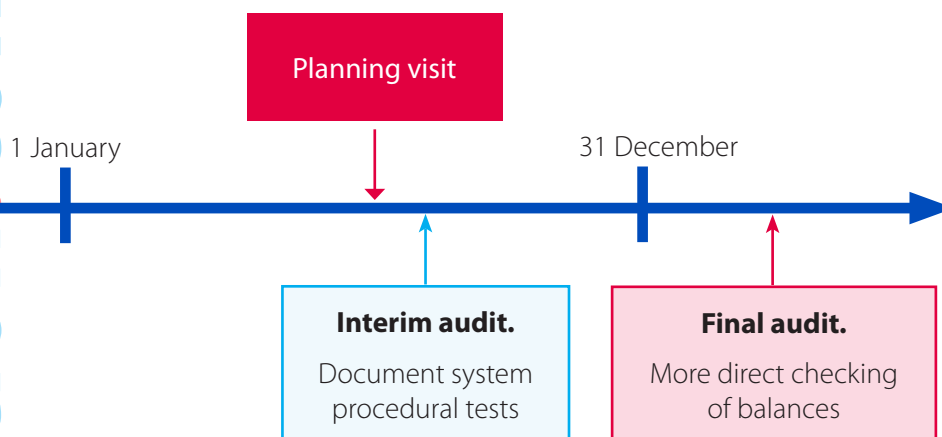 Planning visit
1 January
31 December
Interim audit.
Document system
procedural tests
Final audit.
More direct checking
of balances